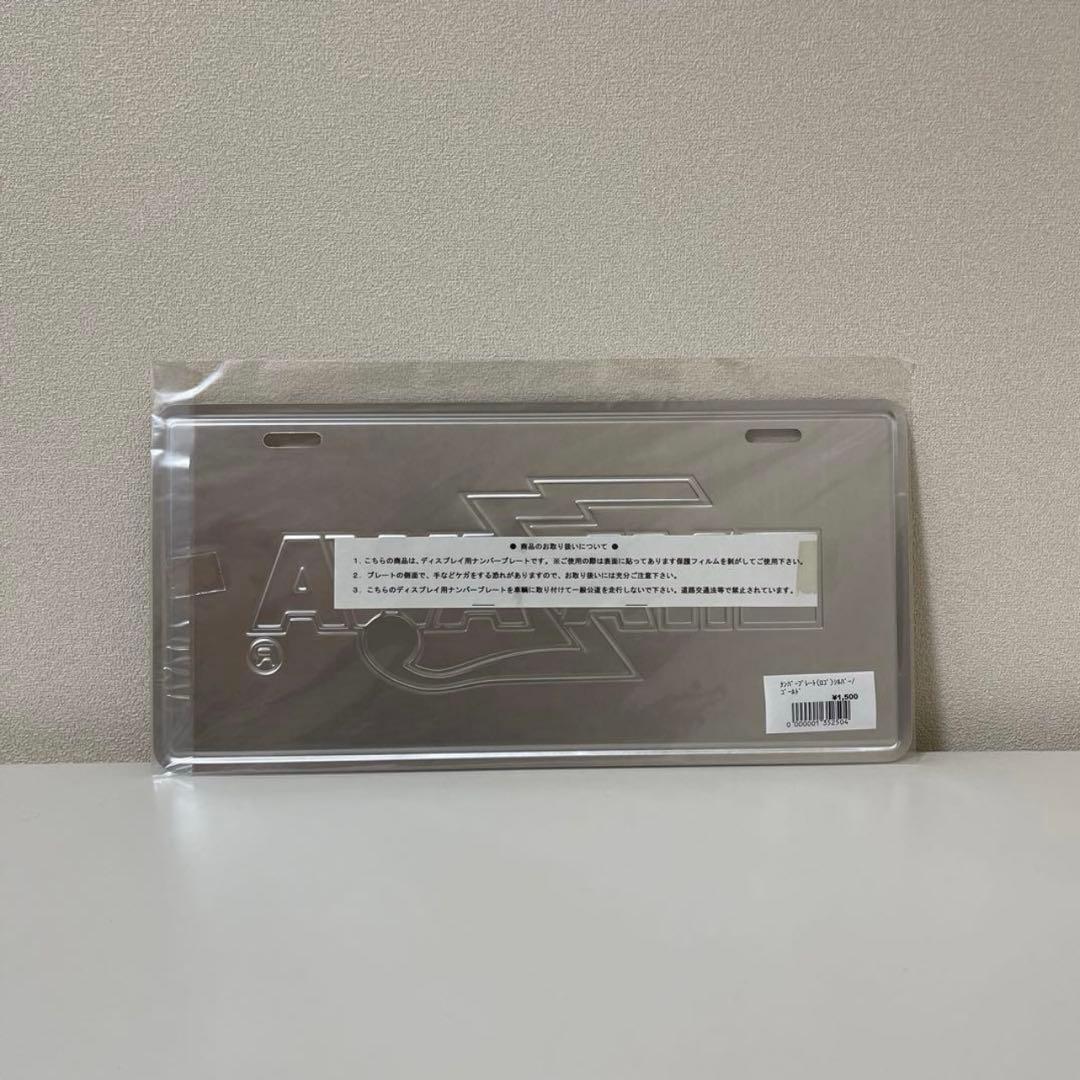 ● 商品のお取り扱いについて ●
1. こちらの商品は、ディスプレイ用ナンバープレートです。※ご使用の際は表面に貼ってあります保護フィルムを剥がしてご使用下さい。
2. プレートの側面で、手などケガをする恐れがありますので、お取り扱いには充分ご注意下さい。
3. こちらのディスプレイ用ナンバープレートを車輌に取り付けて一般公道を走行しないで下さい。道路交通法等で禁止されています。
®
ﾅﾝﾊﾞｰﾌﾟﾚｰﾄ(ﾛｺﾞ)ｼﾙﾊﾞｰ/
ｺﾞｰﾙﾄﾞ
¥1,500
0 000001 352504